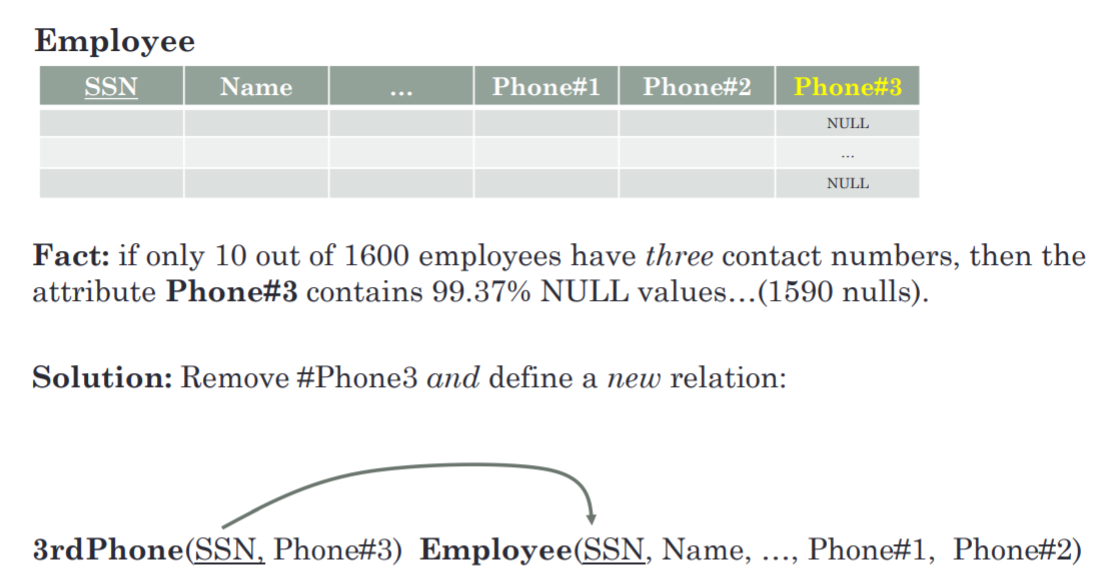 Employee
SSN Name ... Phone#1 Phone#2 Phone#3
NULL
...
NULL
Fact: if only 10 out of 1600 employees have three contact numbers, then the
attribute Phone#3 contains 99.37% NULL values…(1590 nulls).
Solution: Remove #Phone3 and define a new relation:
3rdPhone(SSN, Phone#3) Employee(SSN, Name, …, Phone#1, Phone#2)